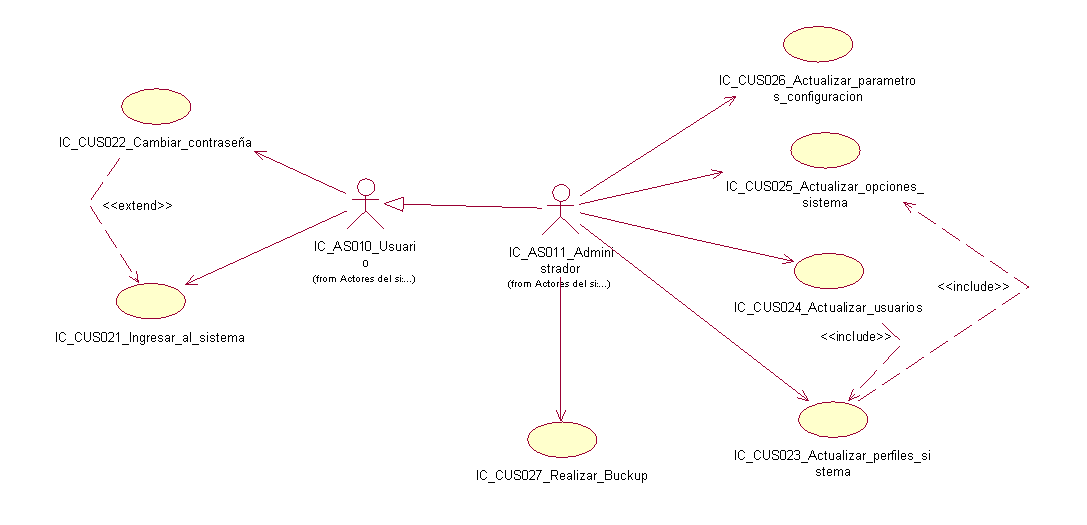 IC_CUS026_Actualizar_parametro
s_configuracion
IC_CUS022_Cambiar_contraseña
IC_CUS025_Actualizar_opciones_
sistema
<<extend>>
IC_AS010_Usuari
o
(from Actores del si:...)
IC_AS011_Admini
strador
(from Actores del si:...)
<<include>>
IC_CUS024_Actualizar_usuarios
<<include>>
IC_CUS021_Ingresar_al_sistema
IC_CUS023_Actualizar_perfiles_si
stema
IC_CUS027_Realizar_Buckup